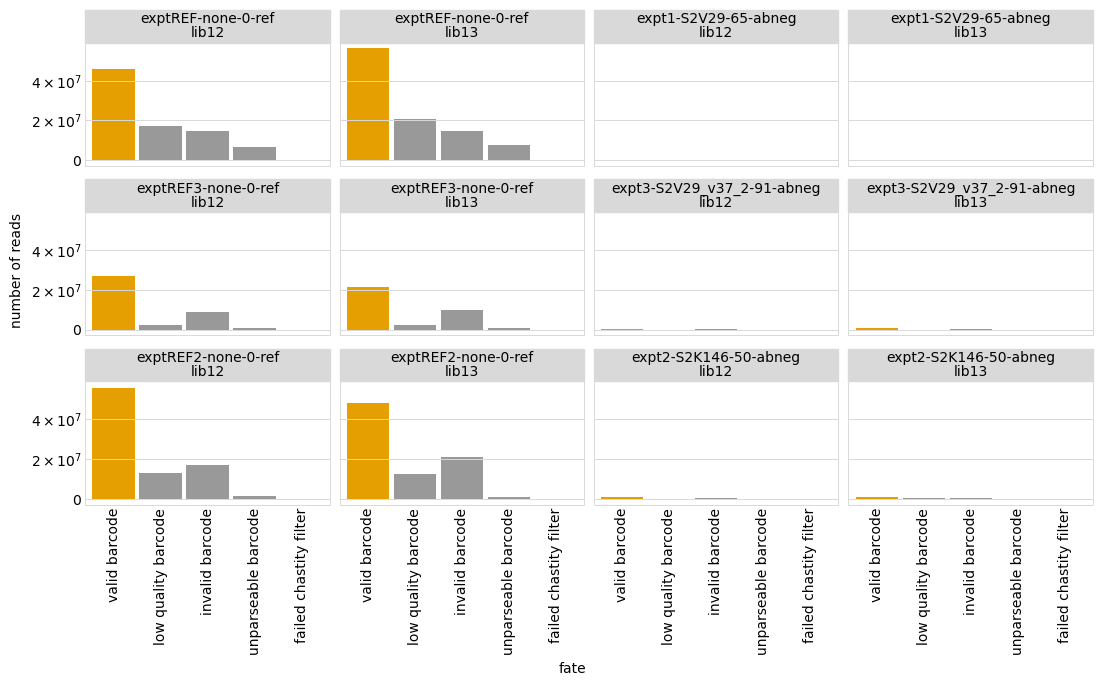 exptREF-none-0-ref
lib12
exptREF-none-0-ref
lib13
expt1-S2V29-65-abneg
lib12
expt1-S2V29-65-abneg
lib13
4 × 10⁷
2 × 10⁷
0
exptREF3-none-0-ref
lib12
exptREF3-none-0-ref
lib13
expt3-S2V29_v37_2-91-abneg
lib12
expt3-S2V29_v37_2-91-abneg
lib13
number of reads
4 × 10⁷
2 × 10⁷
0
exptREF2-none-0-ref
lib12
exptREF2-none-0-ref
lib13
expt2-S2K146-50-abneg
lib12
expt2-S2K146-50-abneg
lib13
4 × 10⁷
2 × 10⁷
0
valid barcode
low quality barcode
invalid barcode
unparseable barcode
failed chastity filter
valid barcode
low quality barcode
invalid barcode
unparseable barcode
failed chastity filter
valid barcode
low quality barcode
invalid barcode
unparseable barcode
failed chastity filter
valid barcode
low quality barcode
invalid barcode
unparseable barcode
failed chastity filter
fate